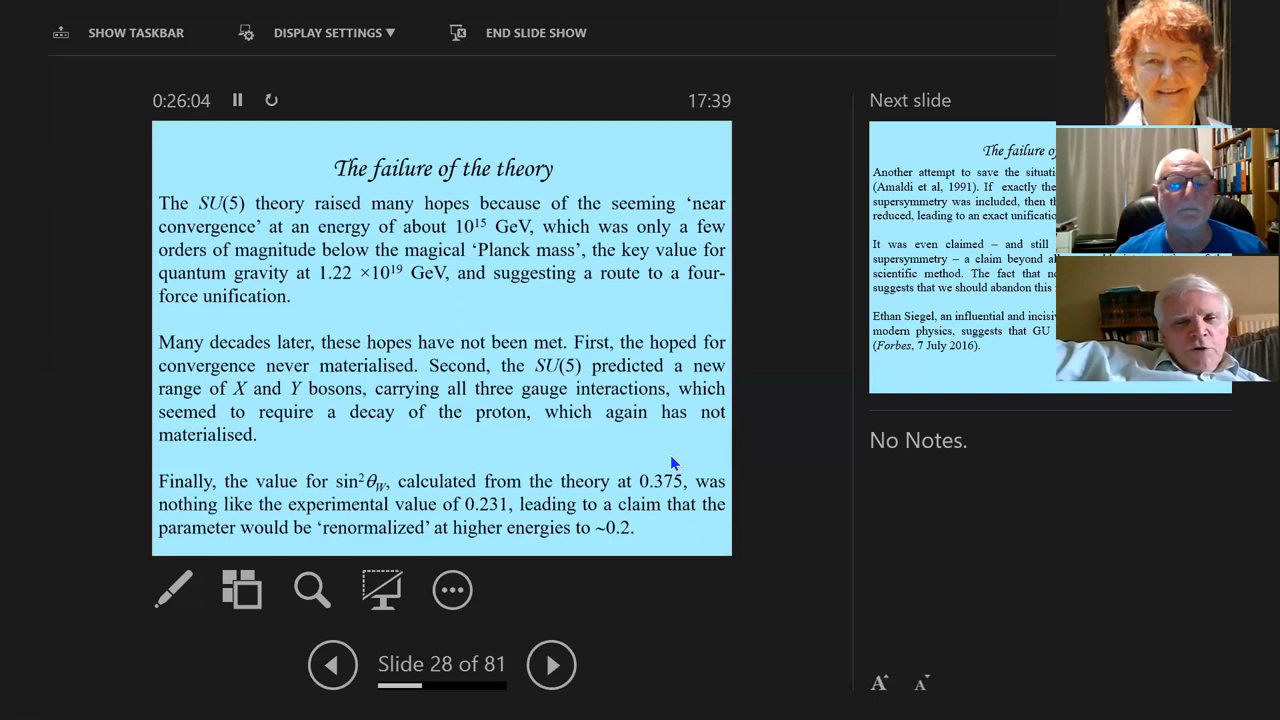 SHOW TASKBAR DISPLAY SETTINGS ▼ END SLIDE SHOW
0:26:04 17:39
The failure of the theory
The SU(5) theory raised many hopes because of the seeming ‘near
convergence’ at an energy of about 10¹⁵ GeV, which was only a few
orders of magnitude below the magical ‘Planck mass’, the key value for
quantum gravity at 1.22 ×10¹⁹ GeV, and suggesting a route to a four-
force unification.
Many decades later, these hopes have not been met. First, the hoped for
convergence never materialised. Second, the SU(5) predicted a new
range of X and Y bosons, carrying all three gauge interactions, which
seemed to require a decay of the proton, which again has not
materialised.
Finally, the value for sin²θW, calculated from the theory at 0.375, was
nothing like the experimental value of 0.231, leading to a claim that the
parameter would be ‘renormalized’ at higher energies to ~0.2.
Slide 28 of 81
Next slide
The failure of
Another attempt to save the
(Amaldi et al, 1991). If exactly the
supersymmetry was included, then
reduced, leading to an exact
It was even claimed – and still
supersymmetry – a claim beyond
scientific method. The fact that
suggests that we should abandon this
Ethan Siegel, an influential and
modern physics, suggests that GU
(Forbes, 7 July 2016).
No Notes.
A A